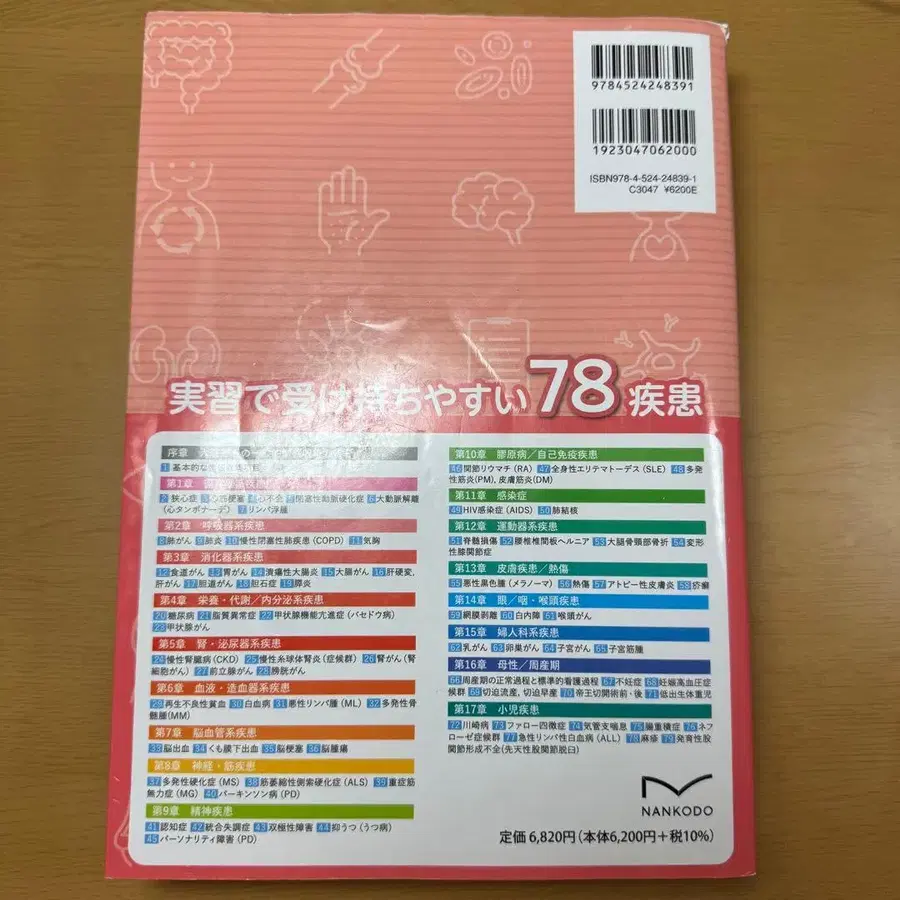 9784524248391
1923047062000
ISBN978-4-524-24839-1
C3047 ¥6200E
実習で受け持ちやすい78疾患
序章
1 基本的な
第1章
2 狭心症 3 心筋梗塞 4 心不全 5 閉塞性動脈硬化症 6 大動脈解離
(心タンポナーデ) 7 リンパ浮腫
第2章 呼吸器系疾患
8 肺がん 9 肺炎 10 慢性閉塞性肺疾患(COPD) 11 気胸
第3章 消化器系疾患
12 食道がん 13 胃がん 14 潰瘍性大腸炎 15 大腸がん 16 肝硬変,
肝がん 17 胆道がん 18 胆石症 19 膵炎
第4章 栄養・代謝/内分泌系疾患
20 糖尿病 21 脂質異常症 22 甲状腺機能亢進症(バセドウ病)
23 甲状腺がん
第5章 腎・泌尿器系疾患
24 慢性腎臓病(CKD) 25 慢性糸球体腎炎(症候群) 26 腎がん(腎
細胞がん) 27 前立腺がん 28 膀胱がん
第6章 血液・造血器系疾患
29 再生不良性貧血 30 白血病 31 悪性リンパ腫(ML) 32 多発性骨
髄腫(MM)
第7章 脳血管系疾患
33 脳出血 34 くも膜下出血 35 脳梗塞 36 脳腫瘍
第8章 神経・筋疾患
37 多発性硬化症(MS) 38 筋萎縮性側索硬化症(ALS) 39 重症筋
無力症(MG) 40 パーキンソン病(PD)
第9章 精神疾患
41 認知症 42 統合失調症 43 双極性障害 44 抑うつ(うつ病)
45 パーソナリティ障害(PD)
第10章 膠原病/自己免疫疾患
46 関節リウマチ(RA) 47 全身性エリテマトーデス(SLE) 48 多発
性筋炎(PM), 皮膚筋炎(DM)
第11章 感染症
49 HIV感染症(AIDS) 50 肺結核
第12章 運動器系疾患
51 脊髄損傷 52 腰椎椎間板ヘルニア 53 大腿骨頸部骨折 54 変形
性膝関節症
第13章 皮膚疾患/熱傷
55 悪性黒色腫(メラノーマ) 56 熱傷 57 アトピー性皮膚炎 58 疥癬
第14章 眼/咽・喉頭疾患
59 網膜剥離 60 白内障 61 喉頭がん
第15章 婦人科系疾患
62 乳がん 63 卵巣がん 64 子宮がん 65 子宮筋腫
第16章 母性/周産期
66 周産期の正常過程と標準的看護過程 67 不妊症 68 妊娠高血圧症
候群 69 切迫流産, 切迫早産 70 帝王切開術前・後 71 低出生体重児
第17章 小児疾患
72 川崎病 73 ファロー四徴症 74 気管支喘息 75 腸重積症 76 ネフ
ローゼ症候群 77 急性リンパ性白血病(ALL) 78 麻疹 79 発育性股
関節形成不全(先天性股関節脱臼)
NANKODO
定価6,820円(本体6,200円+税10%)